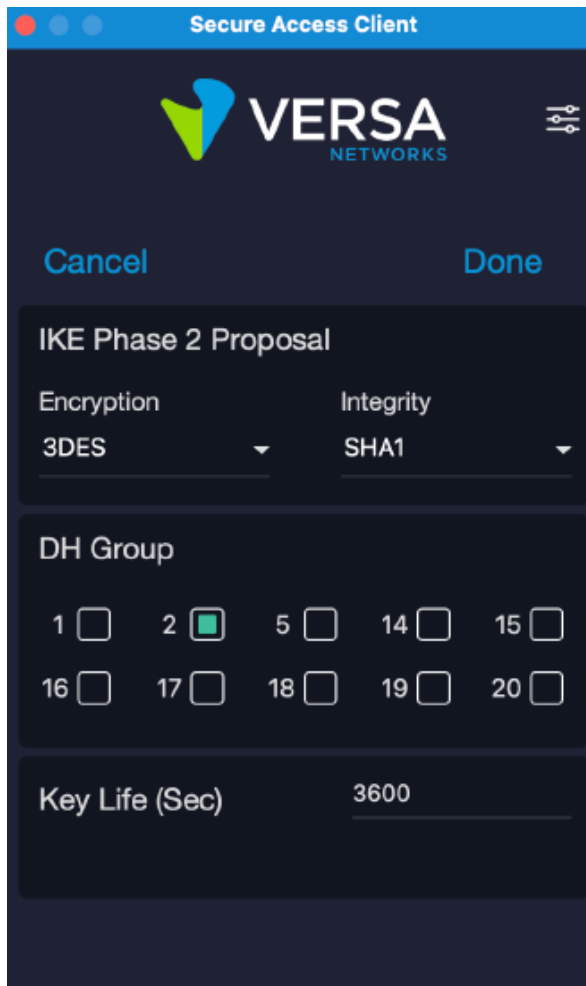 Secure Access Client
VERSA
NETWORKS
Cancel Done
IKE Phase 2 Proposal
Encryption Integrity
3DES SHA1
DH Group
1 2 5 14 15
16 17 18 19 20
Key Life (Sec) 3600